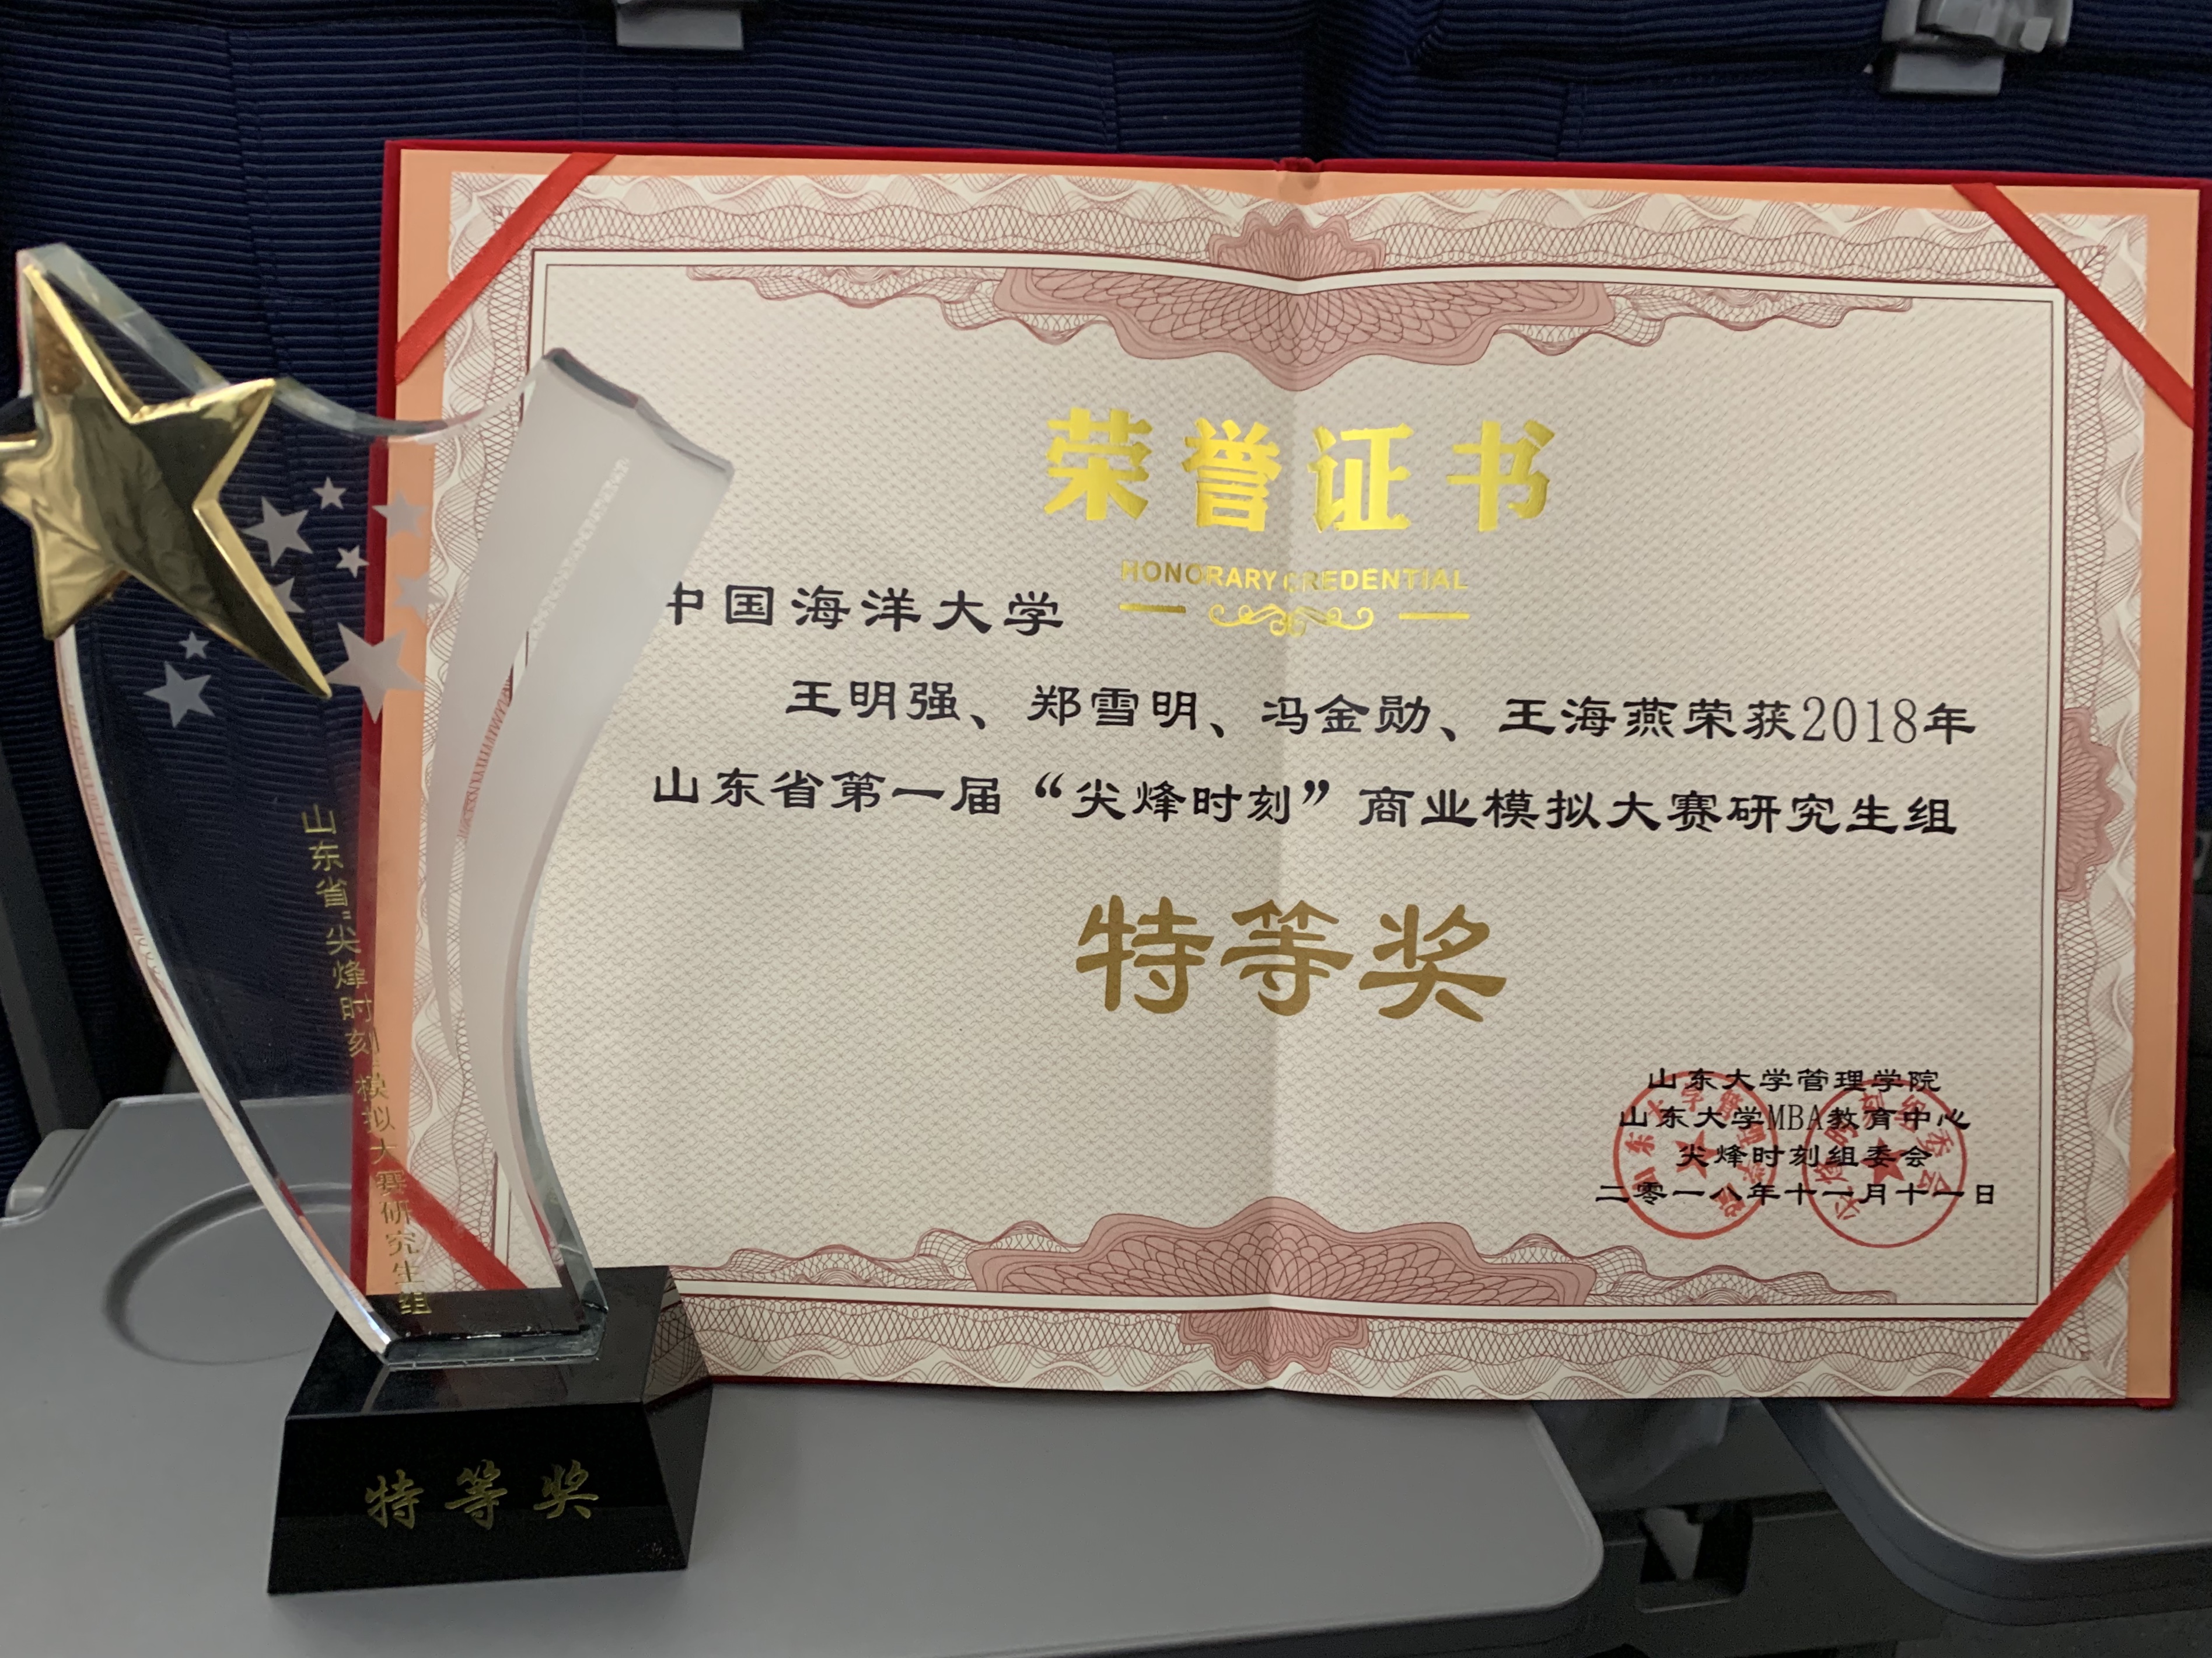 荣誉证书
HONORARY CREDENTIAL
中国海洋大学
王明强、郑雪明、冯金勋、王海燕荣获2018年
山东省第一届“尖烽时刻”商业模拟大赛研究生组
特等奖
山东大学管理学院
山东大学MBA教育中心
尖烽时刻组委会
二零一八年十一月十一日
山东省尖烽时刻模拟大赛研究生组
特等奖